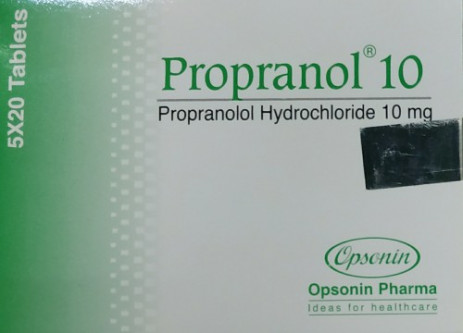 5X20 Tablets
Propranol® 10
Propranolol Hydrochloride 10 mg
Opsonin
Opsonin Pharma
Ideas for healthcare